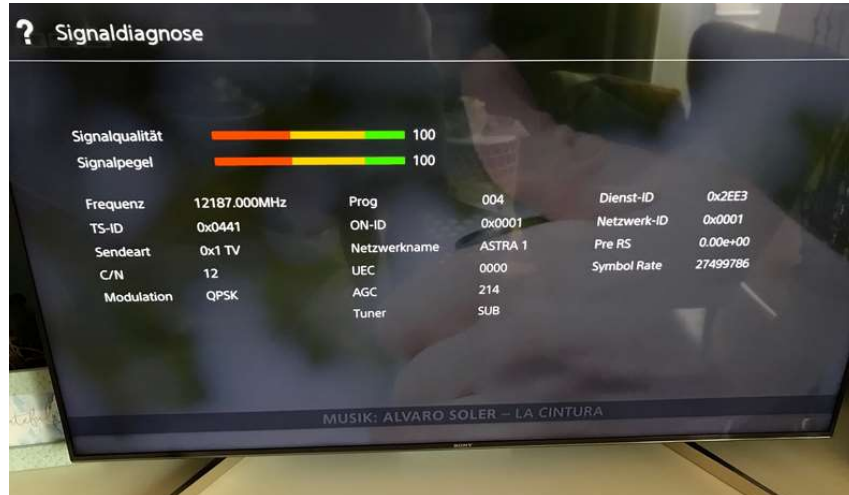 ? Signaldiagnose
Signalqualität 100
Signalpegel 100
Frequenz 12187.000MHz Prog 004 Dienst-ID 0x2EE3
TS-ID 0x0441 ON-ID 0x0001 Netzwerk-ID 0x0001
Sendeart 0x1 TV Netzwerkname ASTRA 1 Pre RS 0.00e+00
C/N 12 UEC 0000 Symbol Rate 27499786
Modulation QPSK AGC 214
Tuner SUB
MUSIK: ALVARO SOLER – LA CINTURA
SONY